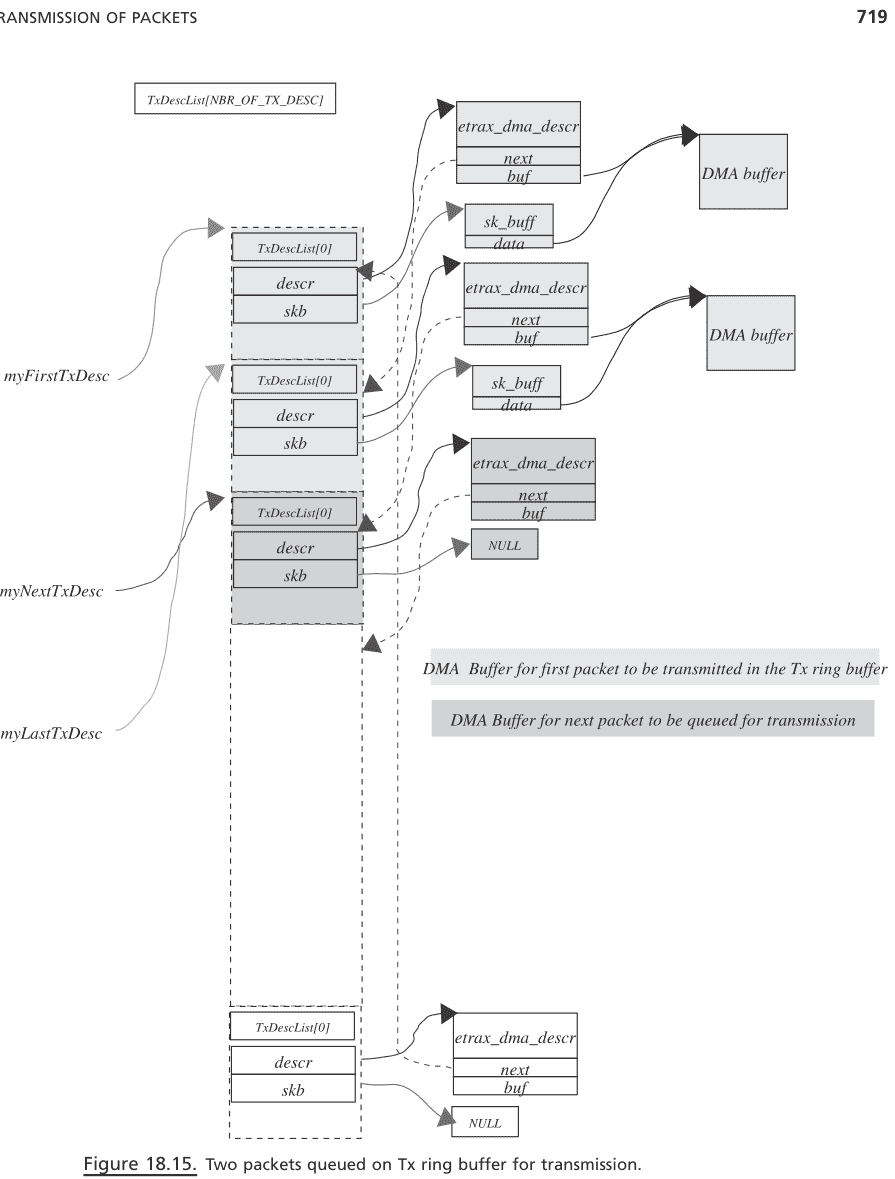 RANSMISSION OF PACKETS 719
TxDescList[NBR_OF_TX_DESC]
etrax_dma_descr
next
buf
DMA buffer
sk_buff
data
TxDescList[0]
descr
skb
etrax_dma_descr
next
buf
DMA buffer
myFirstTxDesc
TxDescList[0]
sk_buff
data
descr
skb
etrax_dma_descr
next
buf
TxDescList[0]
NULL
descr
skb
myNextTxDesc
DMA Buffer for first packet to be transmitted in the Tx ring buffer
DMA Buffer for next packet to be queued for transmission
myLastTxDesc
TxDescList[0]
etrax_dma_descr
descr
next
skb
buf
NULL
Figure 18.15. Two packets queued on Tx ring buffer for transmission.